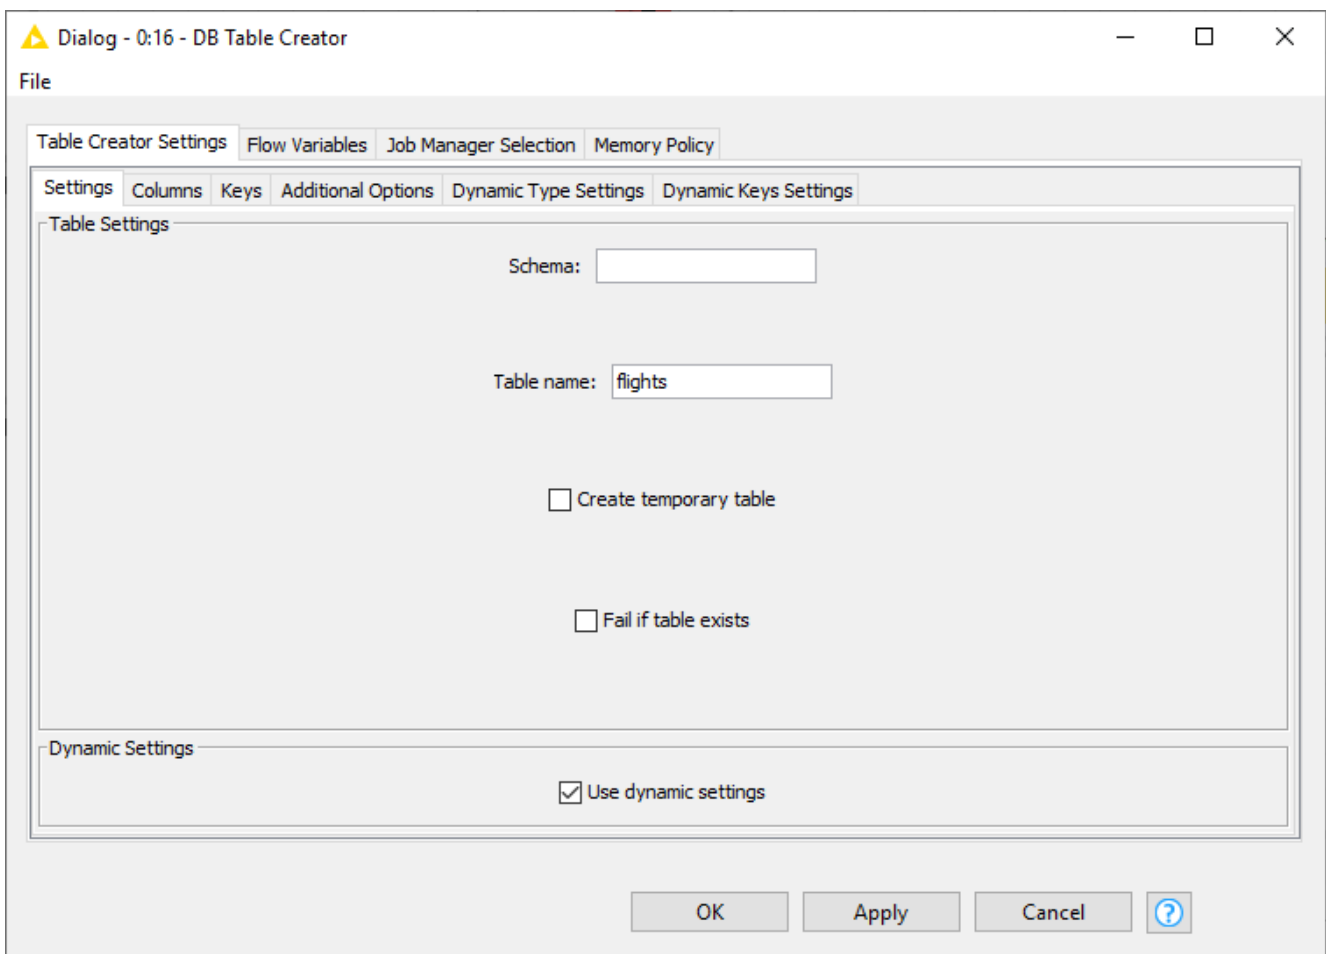 Dialog - 0:16 - DB Table Creator
File
Table Creator Settings Flow Variables Job Manager Selection Memory Policy
Settings Columns Keys Additional Options Dynamic Type Settings Dynamic Keys Settings
Table Settings
Schema:
Table name: flights
Create temporary table
Fail if table exists
Dynamic Settings
Use dynamic settings
OK Apply Cancel ?